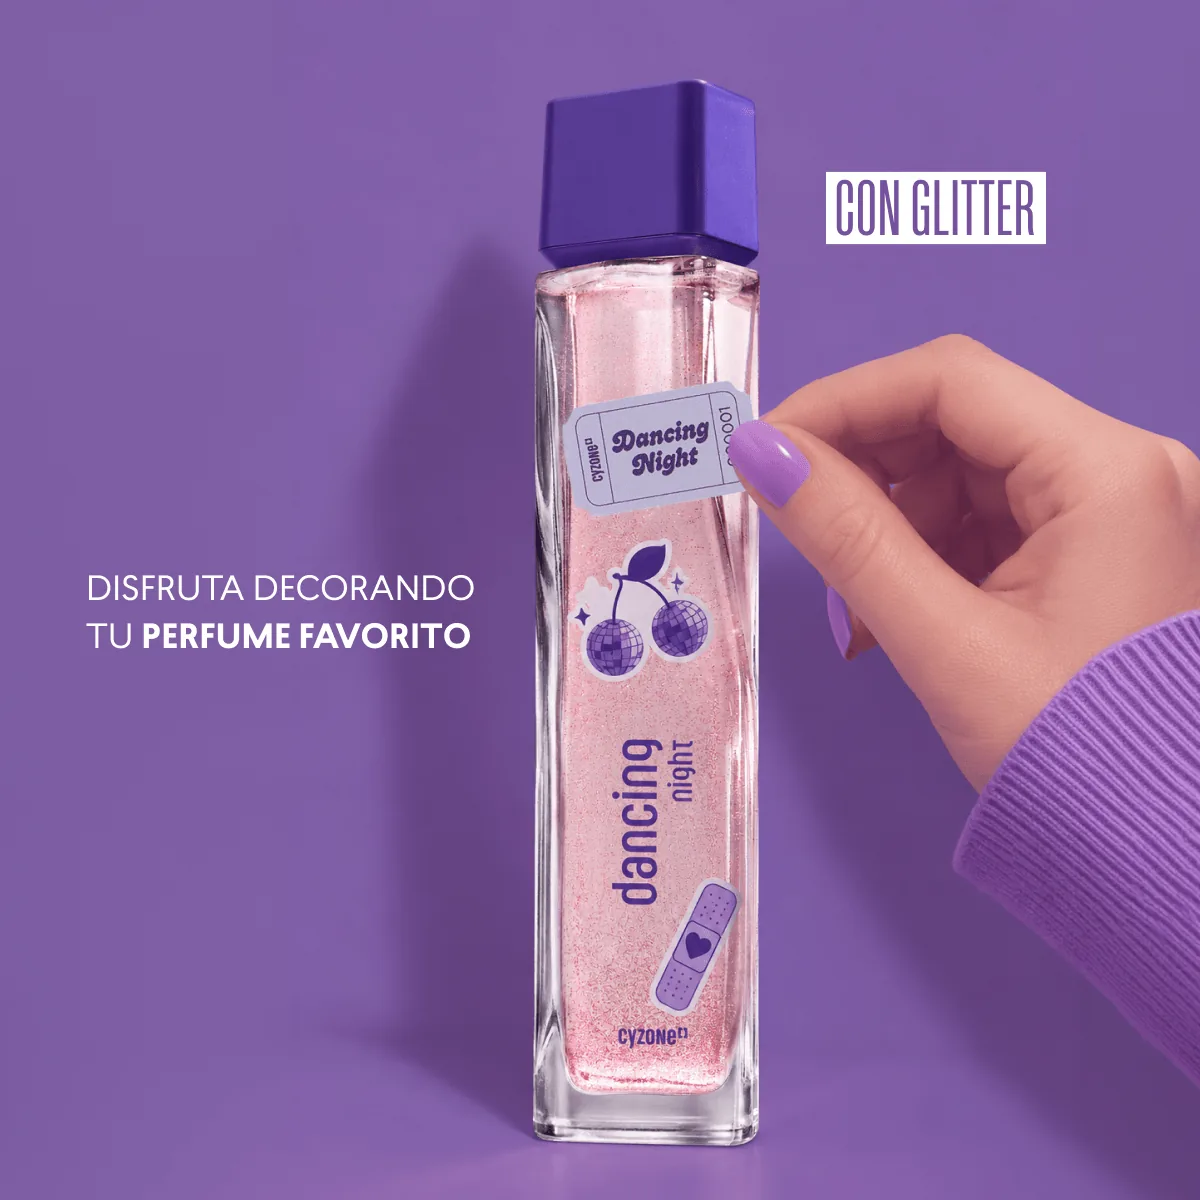 CON GLITTER
DISFRUTA DECORANDO
TU PERFUME FAVORITO
cyzone
Dancing
Night
dancing
night
cyzone